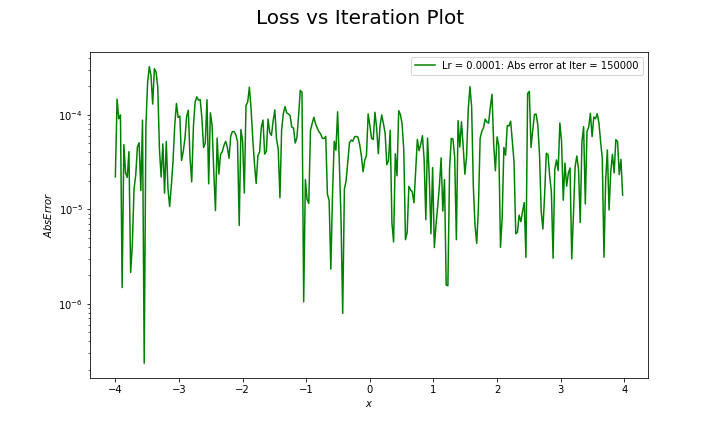 Loss vs Iteration Plot
Lr = 0.0001: Abs error at Iter = 150000
10⁻⁴
10⁻⁵
10⁻⁶
AbsError
−4 −3 −2 −1 0 1 2 3 4
x